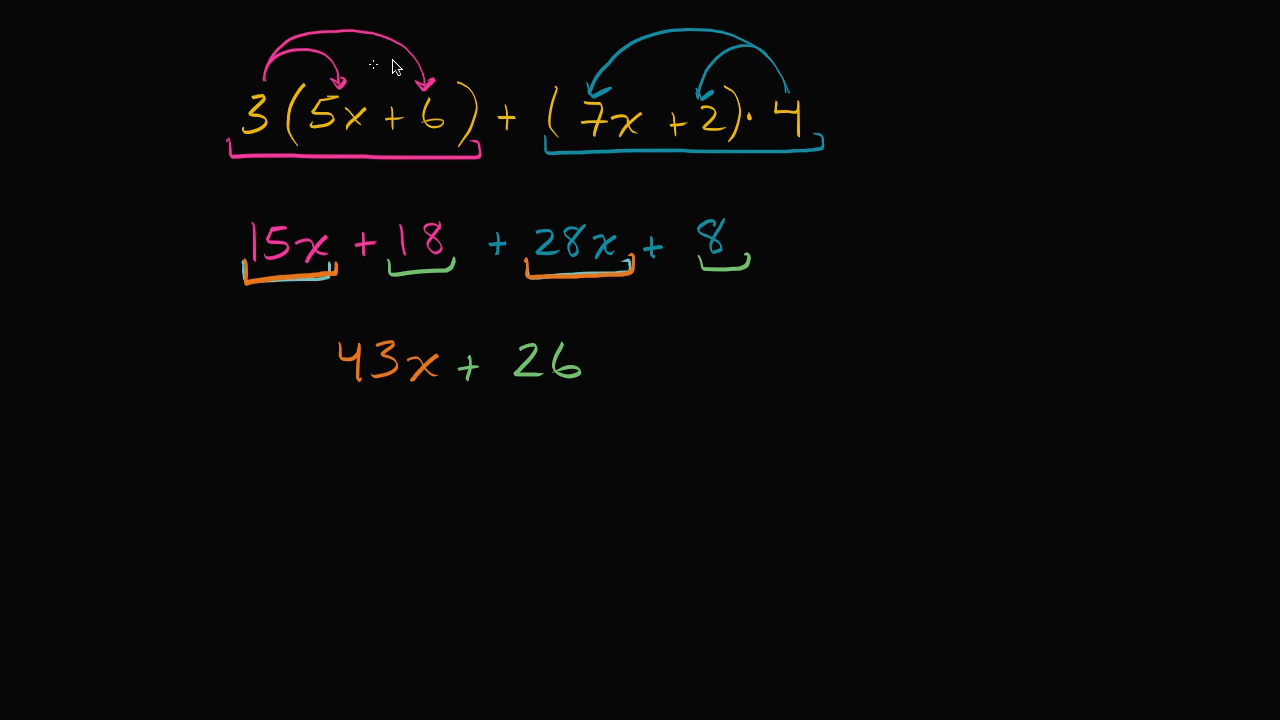 3(5x + 6) + (7x + 2) · 4
15x + 18 + 28x + 8
43x + 26